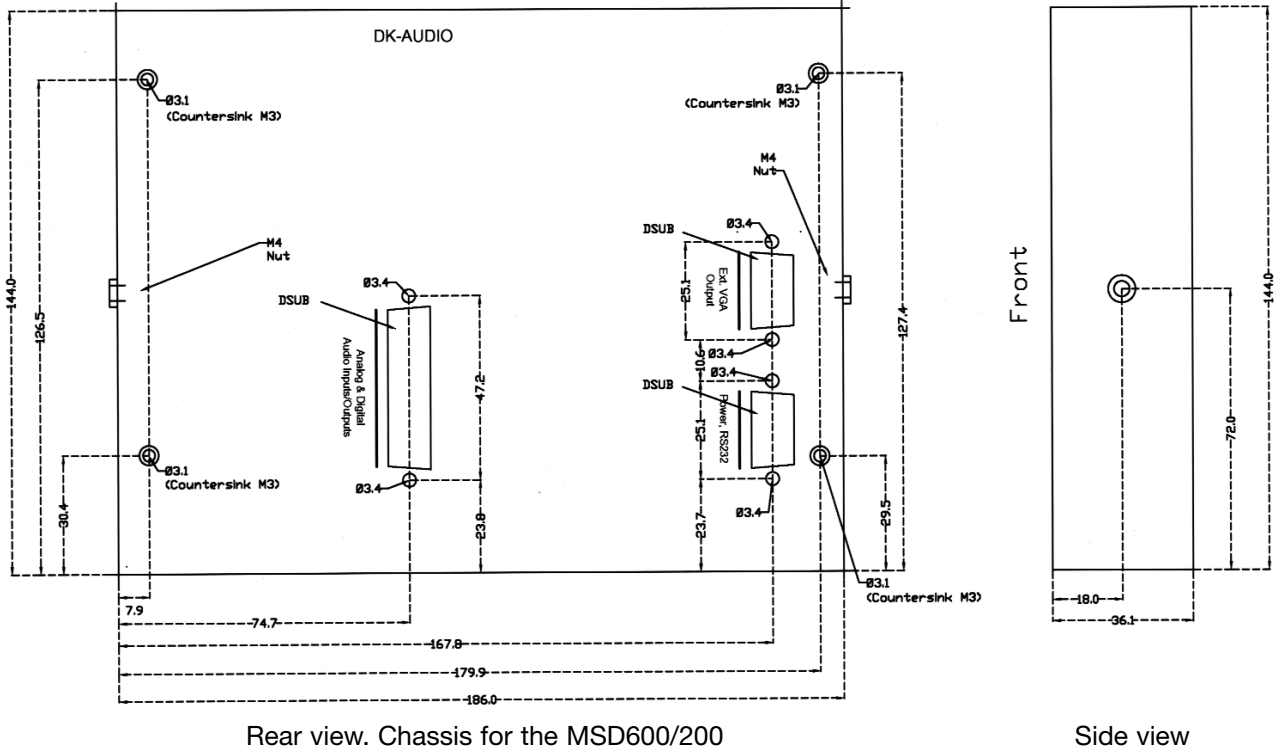 DK-AUDIO
Ø3.1
(Countersink M3)
Ø3.1
(Countersink M3)
M4
Nut
M4
Nut
DSUB
Ø3.4
Ext. VGA
Output
25.1
Ø3.4
10.6
Ø3.4
DSUB
Power, RS232
25.1
Ø3.4
23.7
Ø3.4
DSUB
Analog & Digital
Audio Inputs/Outputs
47.2
Ø3.4
23.8
Ø3.1
(Countersink M3)
Ø3.1
(Countersink M3)
144.0
126.5
30.4
127.4
29.5
7.9
74.7
167.8
179.9
186.0
Front
144.0
72.0
18.0
36.1
Rear view. Chassis for the MSD600/200
Side view